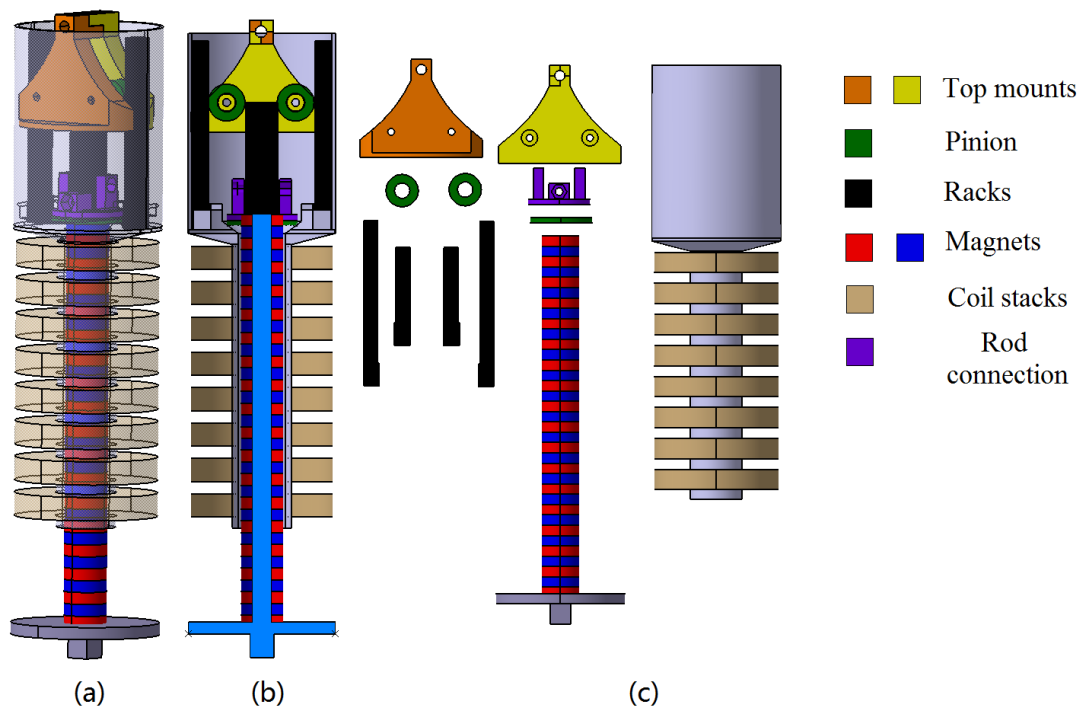 Top mounts
Pinion
Racks
Magnets
Coil stacks
Rod
connection
(a)
(b)
(c)